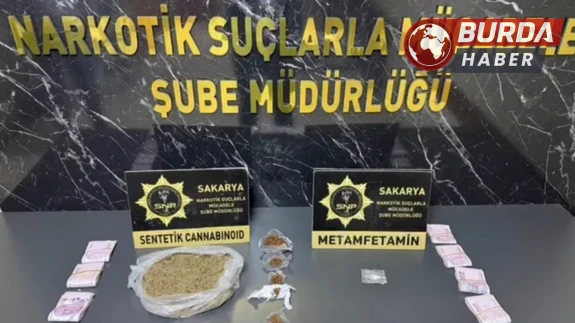 BURDA
HABER
NARKOTİK SUÇLARLA MÜ
ŞUBE MÜDÜRLÜĞÜ
SAKARYA
NARKOTİK SUÇLARLA
MÜCADELE
ŞUBE MÜDÜRLÜĞÜ
SNP
SENTETİK CANNABINOID
SAKARYA
NARKOTİK SUÇLARLA
MÜCADELE
ŞUBE MÜDÜRLÜĞÜ
SNP
METAMFETAMİN